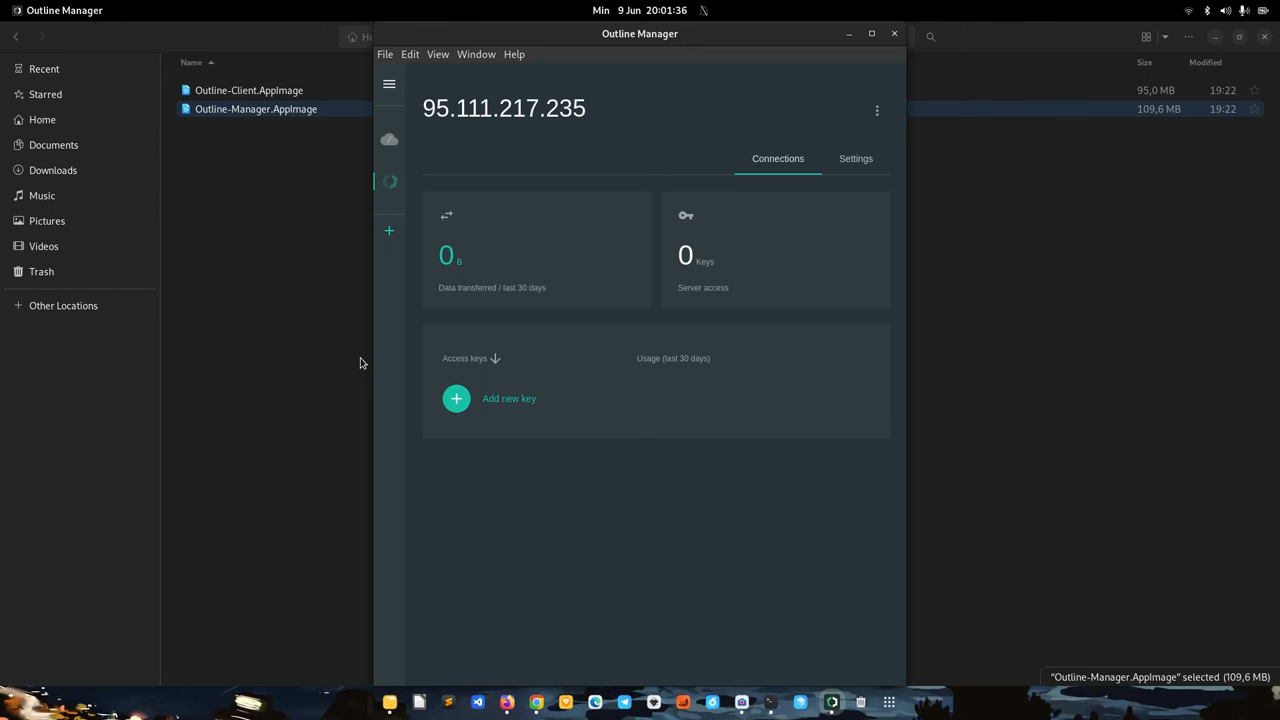 Outline Manager
Min 9 Jun 20:01:36
Outline Manager
Ho
File Edit View Window Help
Recent
Starred
Home
Documents
Downloads
Music
Pictures
Videos
Trash
Other Locations
Name
Size
Modified
Outline-Client.AppImage
95,0 MB
19:22
Outline-Manager.AppImage
109,6 MB
19:22
95.111.217.235
Connections
Settings
0 B
Data transferred / last 30 days
0 Keys
Server access
Access keys
Usage (last 30 days)
Add new key
"Outline-Manager.AppImage" selected (109,6 MB)